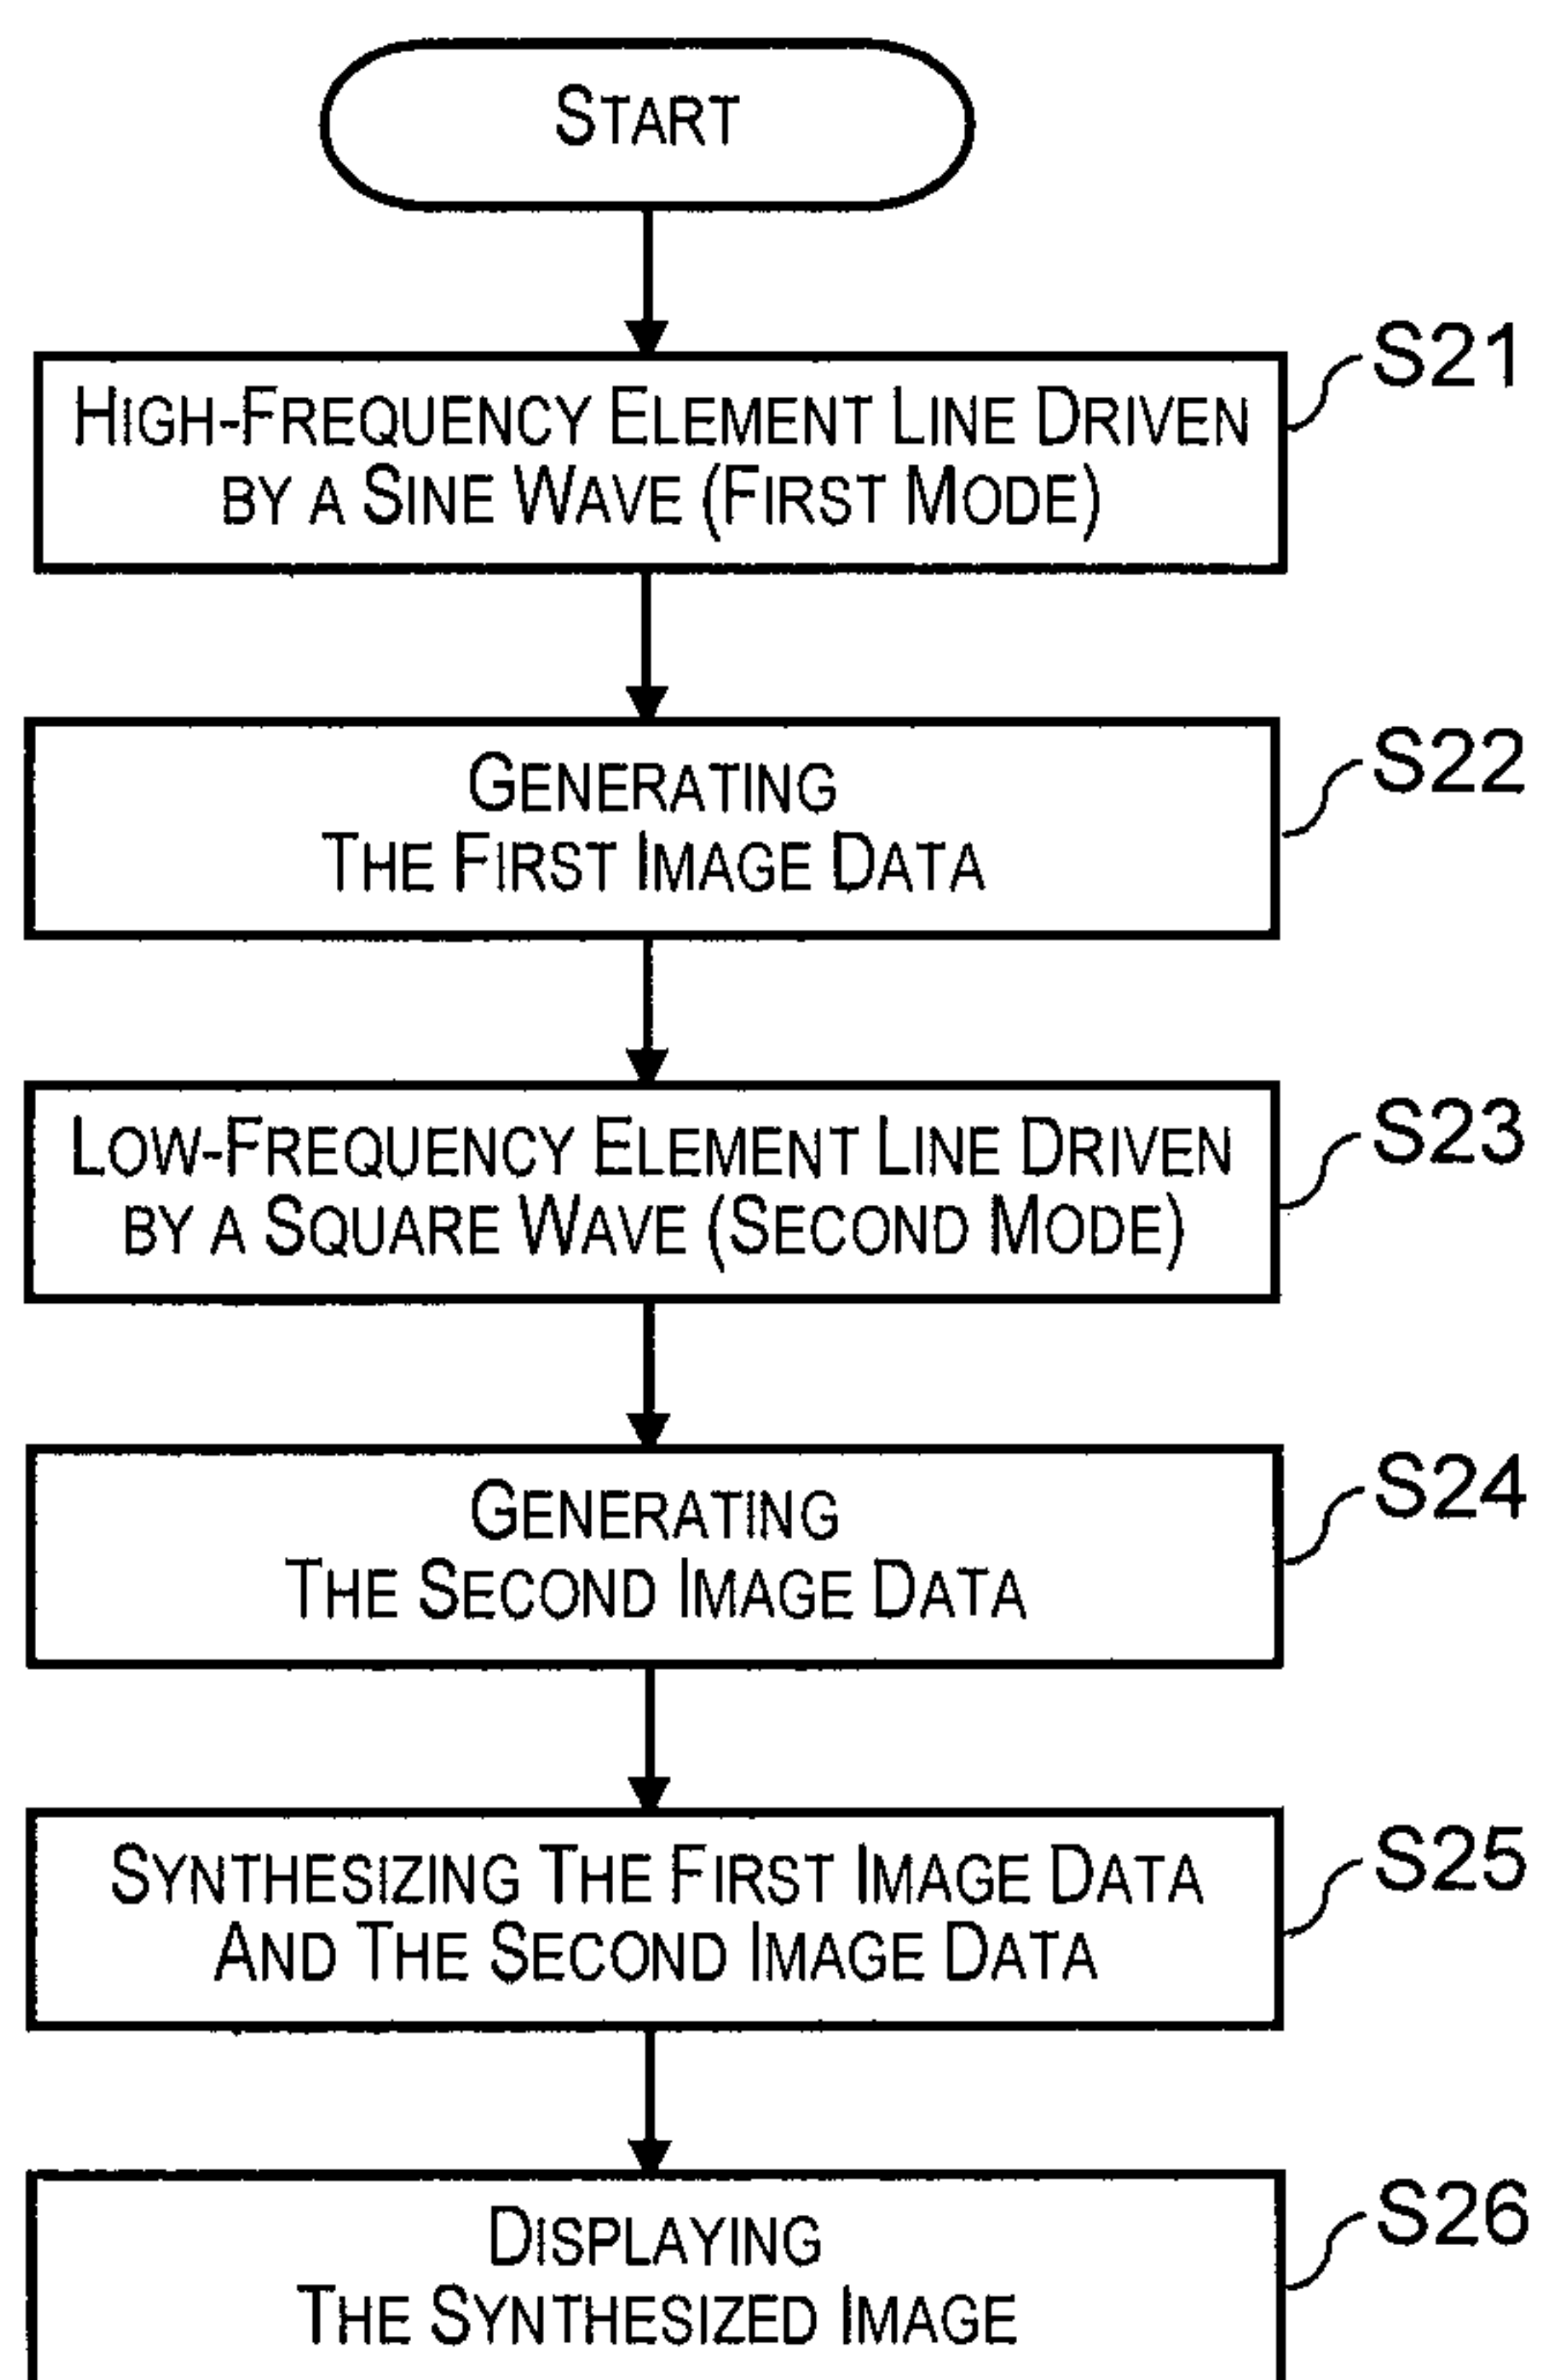 START
HIGH-FREQUENCY ELEMENT LINE DRIVEN
BY A SINE WAVE (FIRST MODE)
S21
GENERATING
THE FIRST IMAGE DATA
S22
LOW-FREQUENCY ELEMENT LINE DRIVEN
BY A SQUARE WAVE (SECOND MODE)
S23
GENERATING
THE SECOND IMAGE DATA
S24
SYNTHESIZING THE FIRST IMAGE DATA
AND THE SECOND IMAGE DATA
S25
DISPLAYING
THE SYNTHESIZED IMAGE
S26